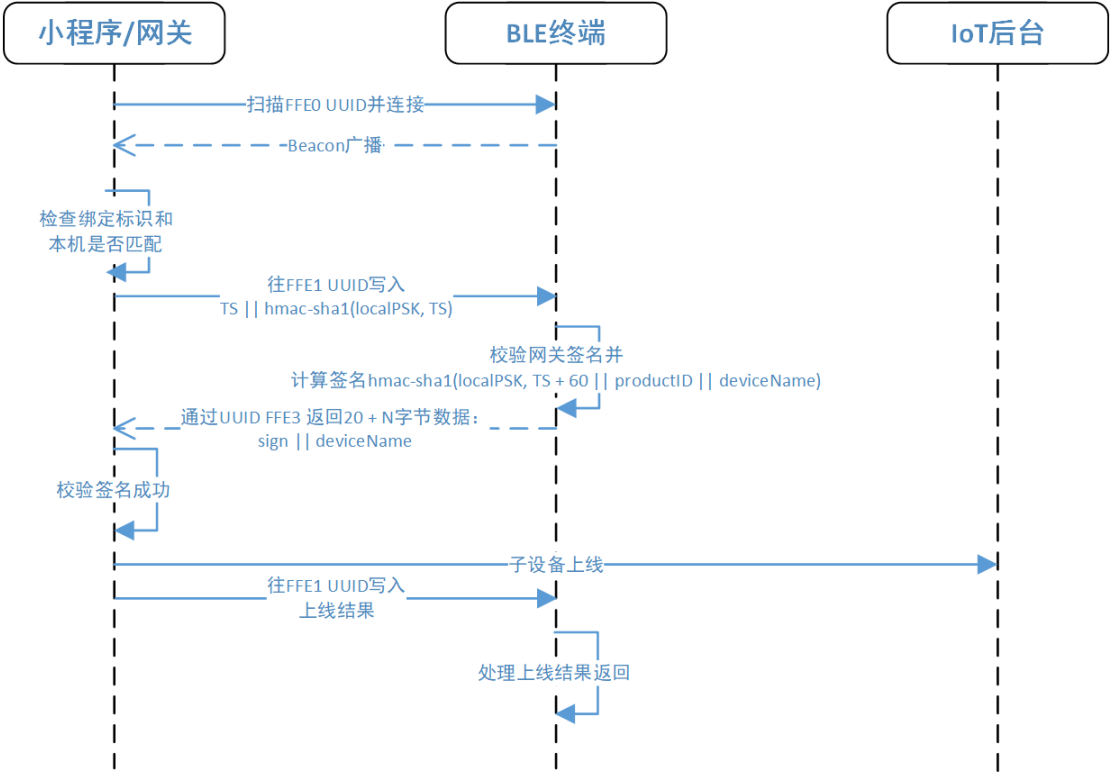 小程序/网关
BLE终端
IoT后台
扫描FFE0 UUID并连接
Beacon广播
检查绑定标识和
本机是否匹配
往FFE1 UUID写入
TS || hmac-sha1(localPSK, TS)
校验网关签名并
计算签名hmac-sha1(localPSK, TS + 60 || productID || deviceName)
通过UUID FFE3 返回20 + N字节数据：
sign || deviceName
校验签名成功
子设备上线
往FFE1 UUID写入
上线结果
处理上线结果返回